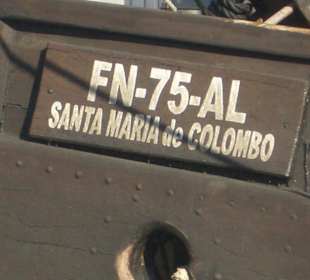 FN-75-AL
SANTA MARIA de COLOMBO